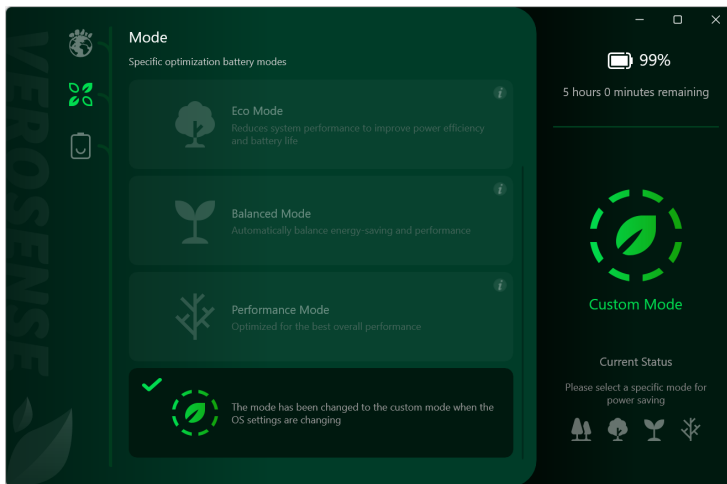 VEROSENSE
Mode
Specific optimization battery modes
Eco Mode
Reduces system performance to improve power efficiency
and battery life
Balanced Mode
Automatically balance energy-saving and performance
Performance Mode
Optimized for the best overall performance
The mode has been changed to the custom mode when the
OS settings are changing
99%
5 hours 0 minutes remaining
Custom Mode
Current Status
Please select a specific mode for
power saving